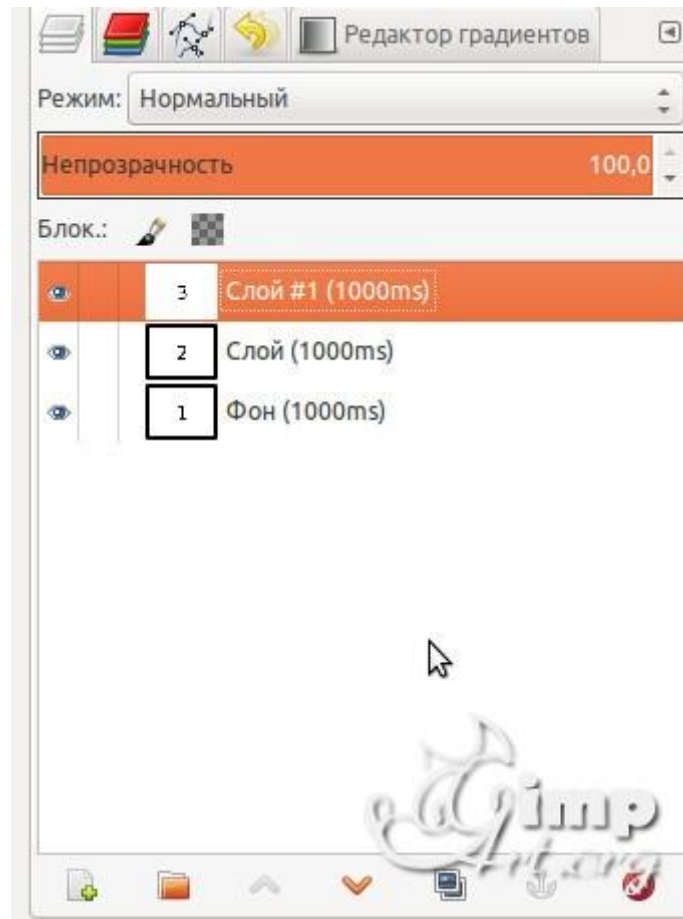 Редактор градиентов
Режим: Нормальный
Непрозрачность 100,0
Блок.:
3 Слой #1 (1000ms)
2 Слой (1000ms)
1 Фон (1000ms)
Gimp
Art.org